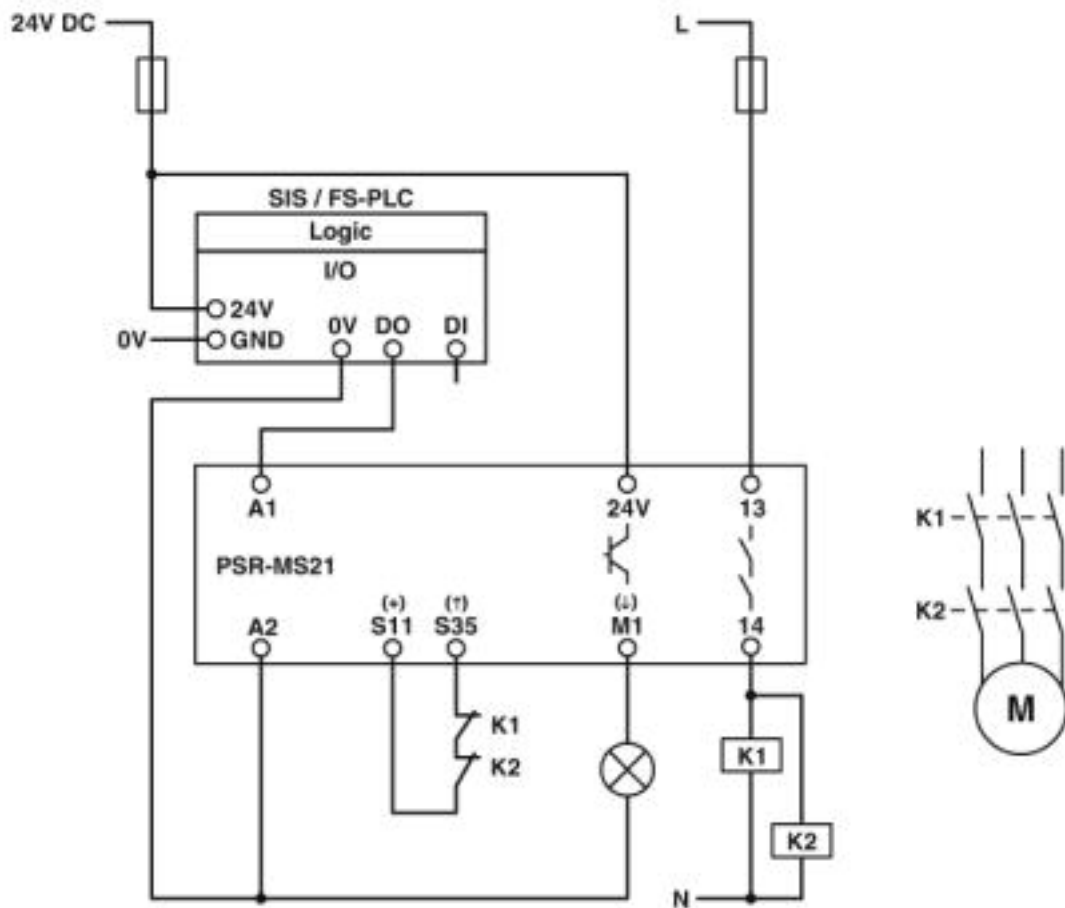 24V DC
L
SIS / FS-PLC
Logic
I/O
24V
0V
GND
0V DO DI
A1 24V 13
PSR-MS21
(+) (↑) (↓)
A2 S11 S35 M1 14
K1
K2
K1
K2
N
K1
K2
M